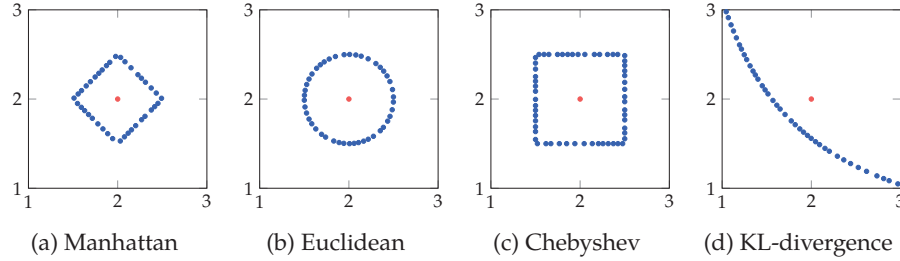 3 3 3 3
2 2 2 2
1 1 1 1
1 2 3 1 2 3 1 2 3 1 2 3
(a) Manhattan (b) Euclidean (c) Chebyshev (d) KL-divergence